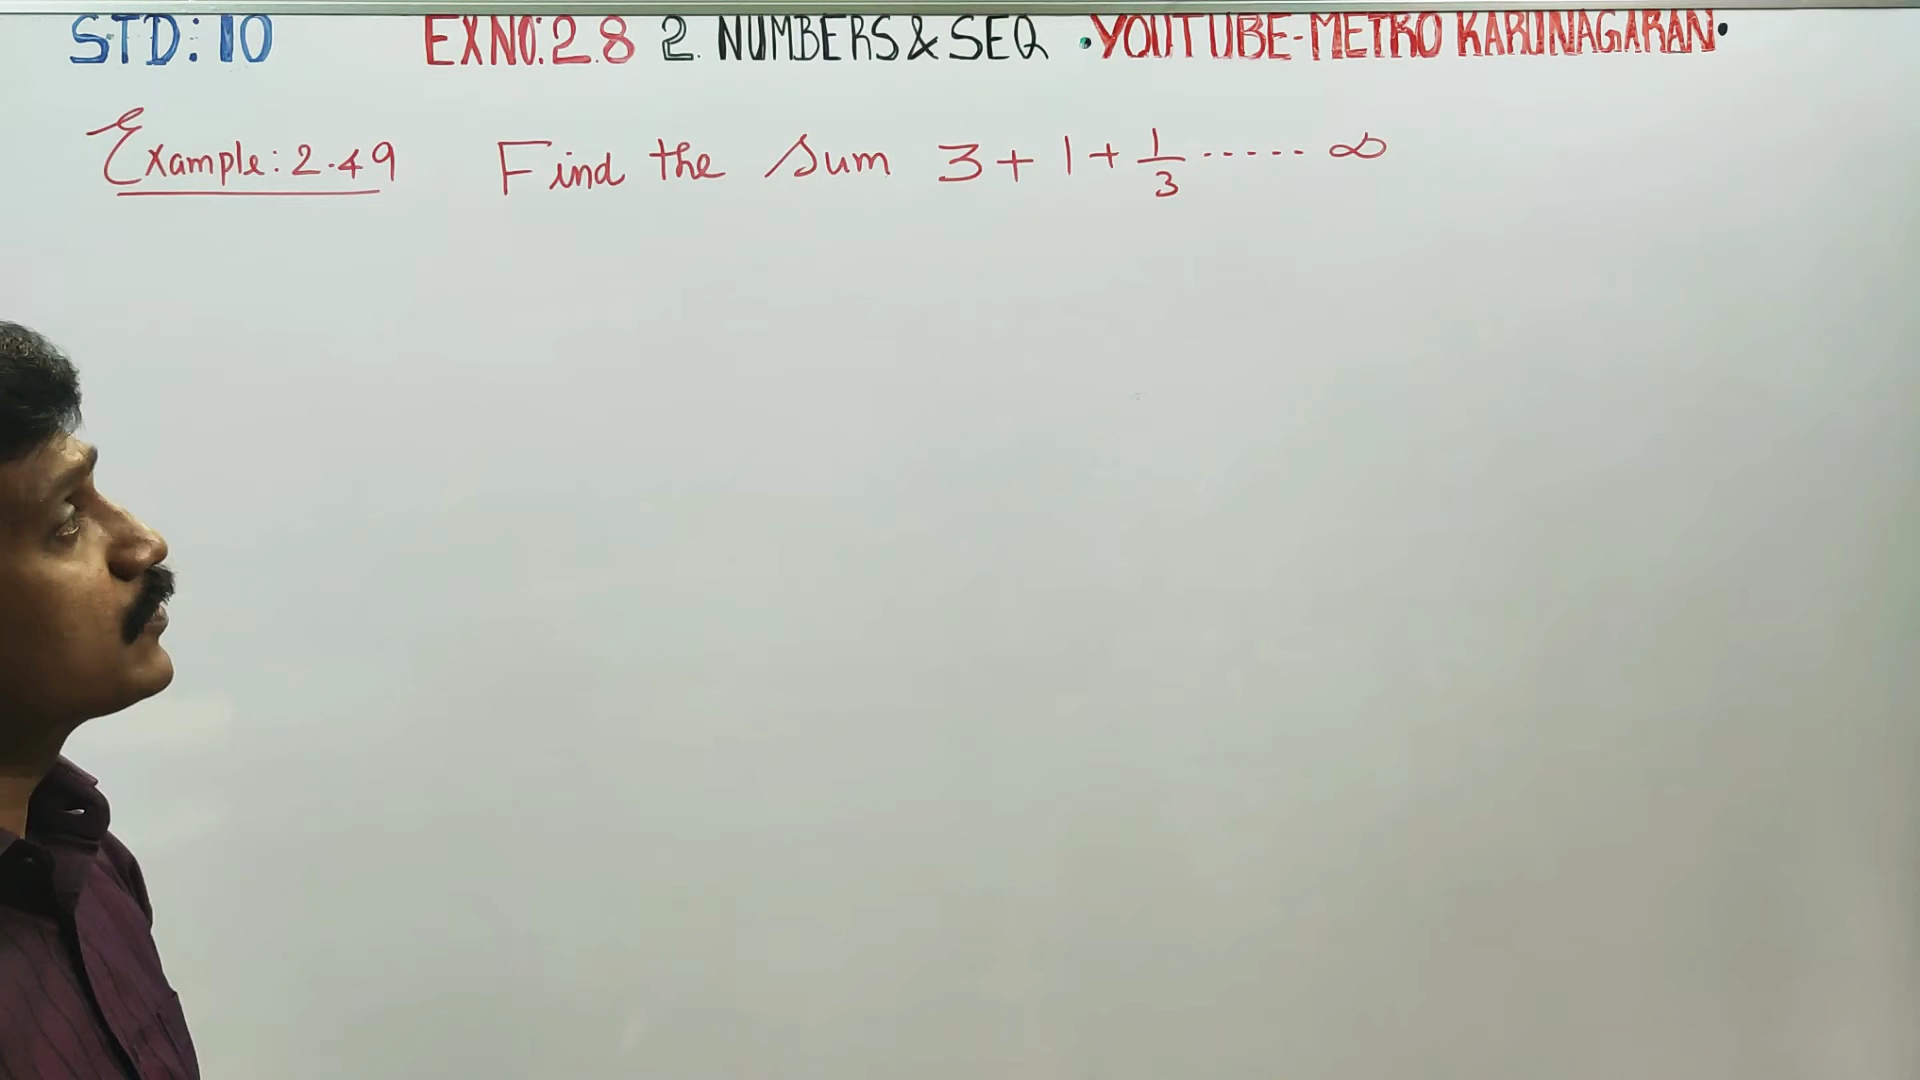 STD: 10 EXNO: 2.8 2. NUMBERS & SEQ • YOUTUBE-METRO KARUNAGARAN •
Example: 2.49 Find the sum 3 + 1 + 1/3 ..... ∞